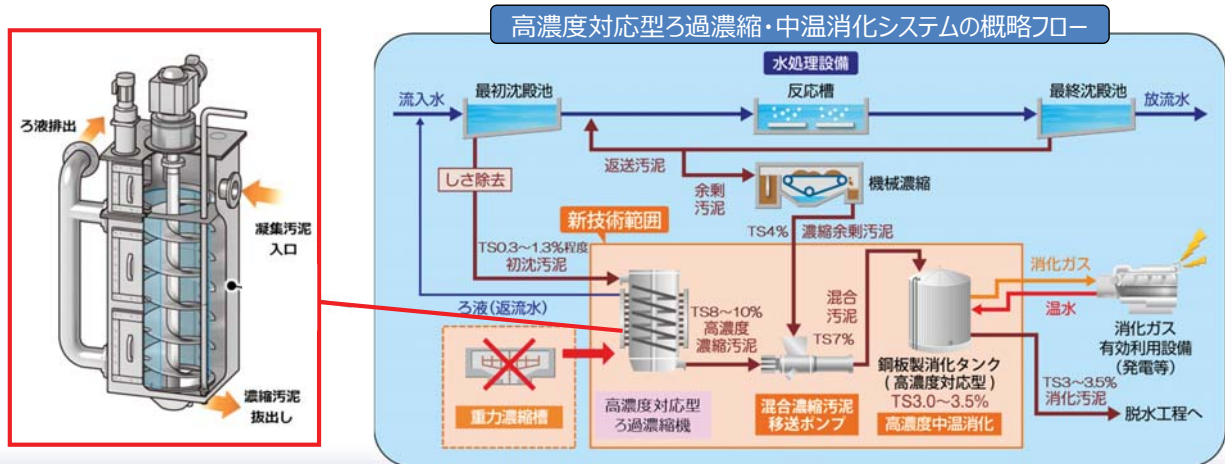 高濃度対応型ろ過濃縮・中温消化システムの概略フロー
ろ液排出
凝集汚泥
入口
濃縮汚泥
抜出し
水処理設備
流入水
最初沈殿池
反応槽
最終沈殿池
放流水
しさ除去
返送汚泥
余剰
汚泥
機械濃縮
新技術範囲
TS4% 濃縮余剰汚泥
TS0.3~1.3%程度
初沈汚泥
ろ液(返流水)
TS8~10%
高濃度
濃縮汚泥
混合
汚泥
TS7%
消化ガス
温水
消化ガス
有効利用設備
(発電等)
鋼板製消化タンク
(高濃度対応型)
TS3.0~3.5%
高濃度中温消化
TS3~3.5%
消化汚泥
脱水工程へ
重力濃縮槽
高濃度対応型
ろ過濃縮機
混合濃縮汚泥
移送ポンプ